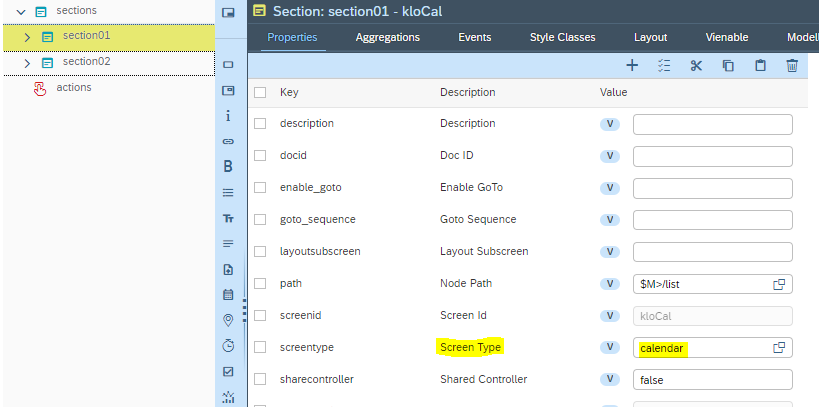 sections
section01
section02
actions
Section: section01 - kloCal
Properties Aggregations Events Style Classes Layout Vienable Modell
Key Description Value
description Description V
docid Doc ID V
enable_goto Enable GoTo V
goto_sequence Goto Sequence V
layoutsubscreen Layout Subscreen V
path Node Path V $M>/list
screenid Screen Id V kloCal
screentype Screen Type V calendar
sharecontroller Shared Controller V false